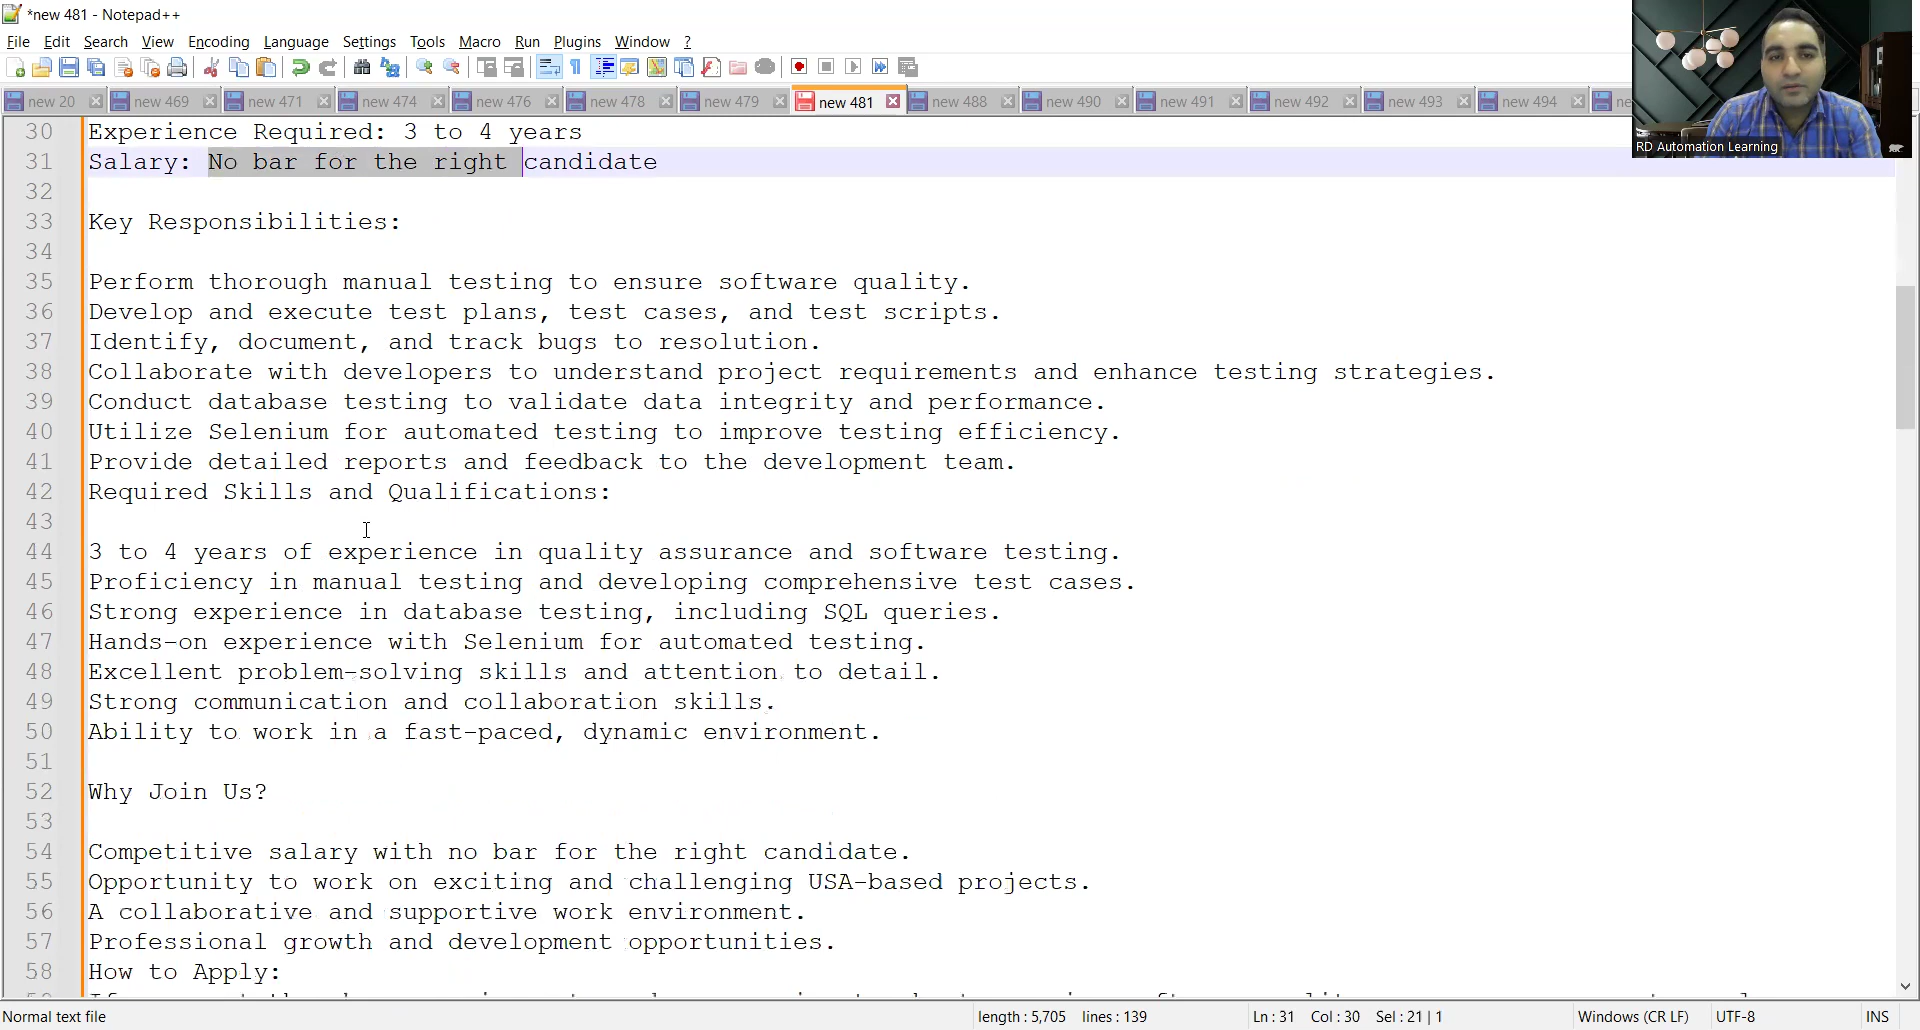 *new 481 - Notepad++
File Edit Search View Encoding Language Settings Tools Macro Run Plugins Window ?
new 20 new 469 new 471 new 474 new 476 new 478 new 479 new 481 new 488 new 490 new 491 new 492 new 493 new 494
RD Automation Learning
30 Experience Required: 3 to 4 years
31 Salary: No bar for the right candidate
32
33 Key Responsibilities:
34
35 Perform thorough manual testing to ensure software quality.
36 Develop and execute test plans, test cases, and test scripts.
37 Identify, document, and track bugs to resolution.
38 Collaborate with developers to understand project requirements and enhance testing strategies.
39 Conduct database testing to validate data integrity and performance.
40 Utilize Selenium for automated testing to improve testing efficiency.
41 Provide detailed reports and feedback to the development team.
42 Required Skills and Qualifications:
43
44 3 to 4 years of experience in quality assurance and software testing.
45 Proficiency in manual testing and developing comprehensive test cases.
46 Strong experience in database testing, including SQL queries.
47 Hands-on experience with Selenium for automated testing.
48 Excellent problem-solving skills and attention to detail.
49 Strong communication and collaboration skills.
50 Ability to work in a fast-paced, dynamic environment.
51
52 Why Join Us?
53
54 Competitive salary with no bar for the right candidate.
55 Opportunity to work on exciting and challenging USA-based projects.
56 A collaborative and supportive work environment.
57 Professional growth and development opportunities.
58 How to Apply:
Normal text file length : 5,705 lines : 139 Ln : 31 Col : 30 Sel : 21 | 1 Windows (CR LF) UTF-8 INS